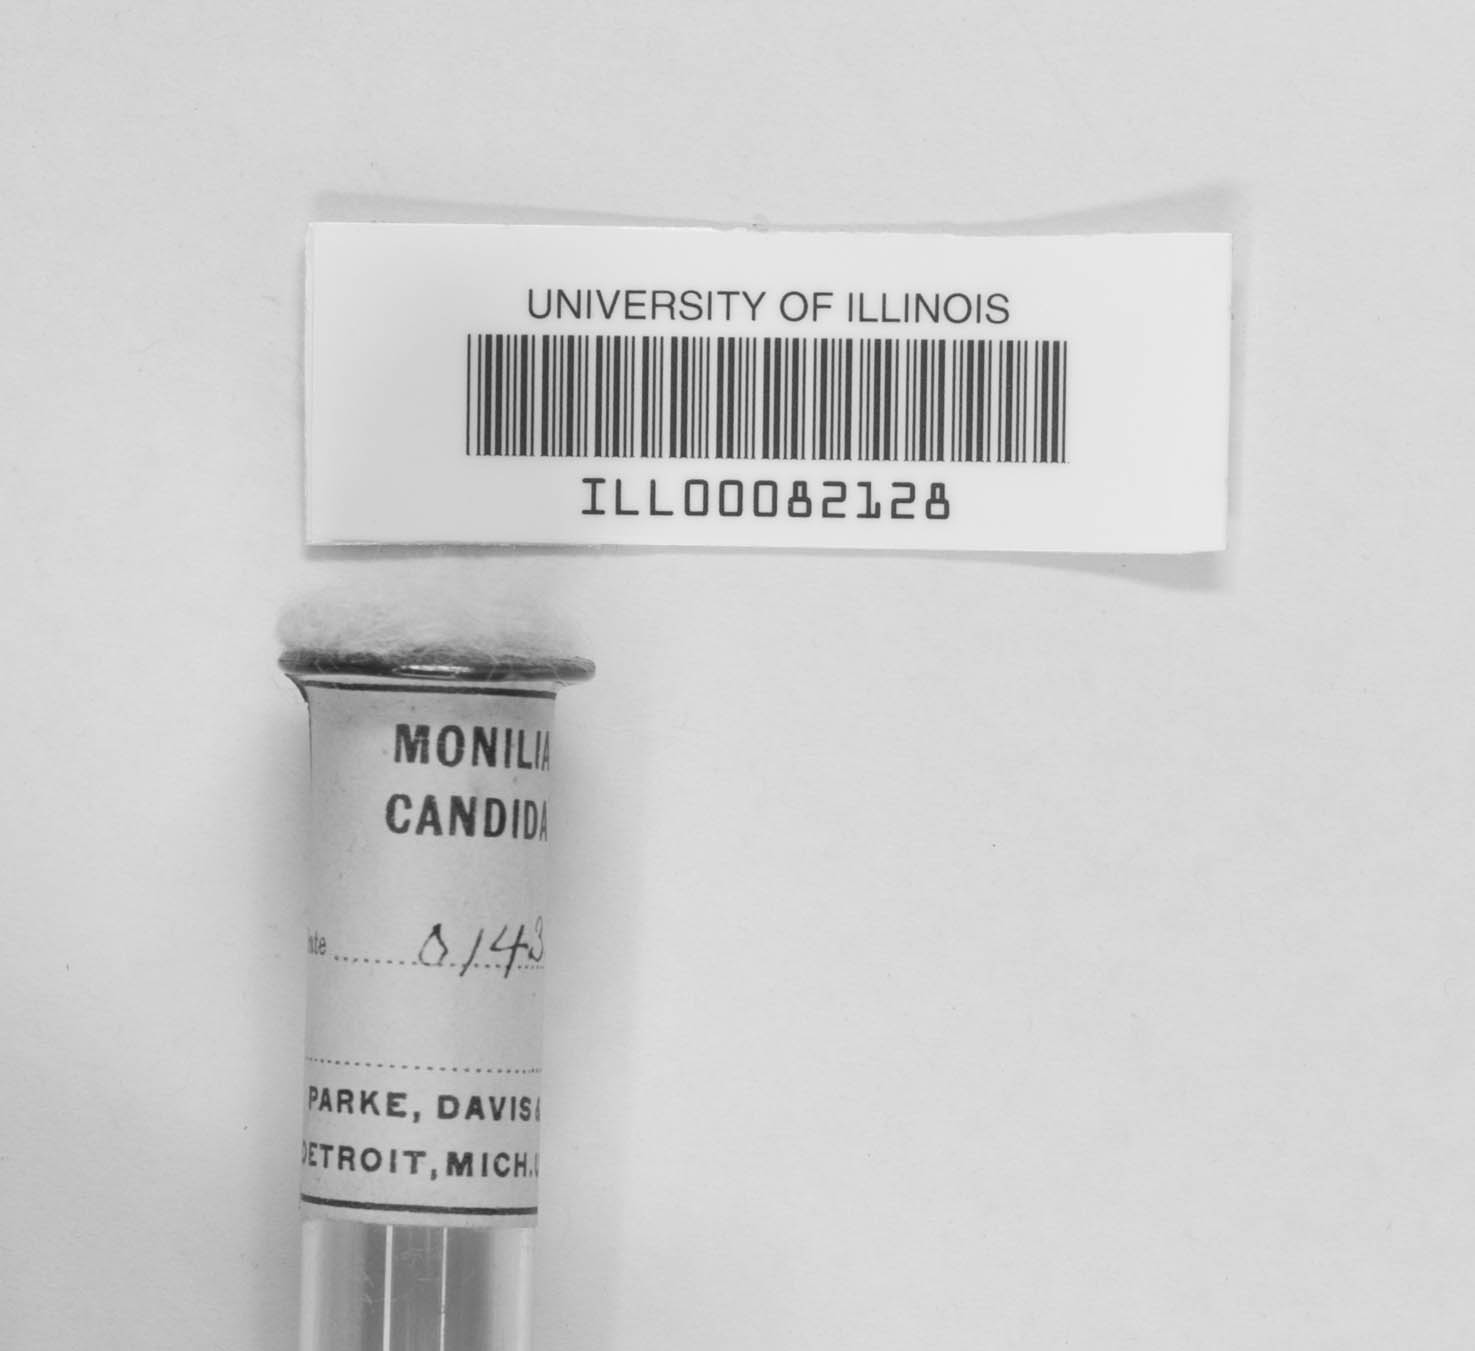 UNIVERSITY OF ILLINOIS
ILL00082128
MONILIA
CANDIDA
0143
PARKE, DAVIS &
DETROIT, MICH.